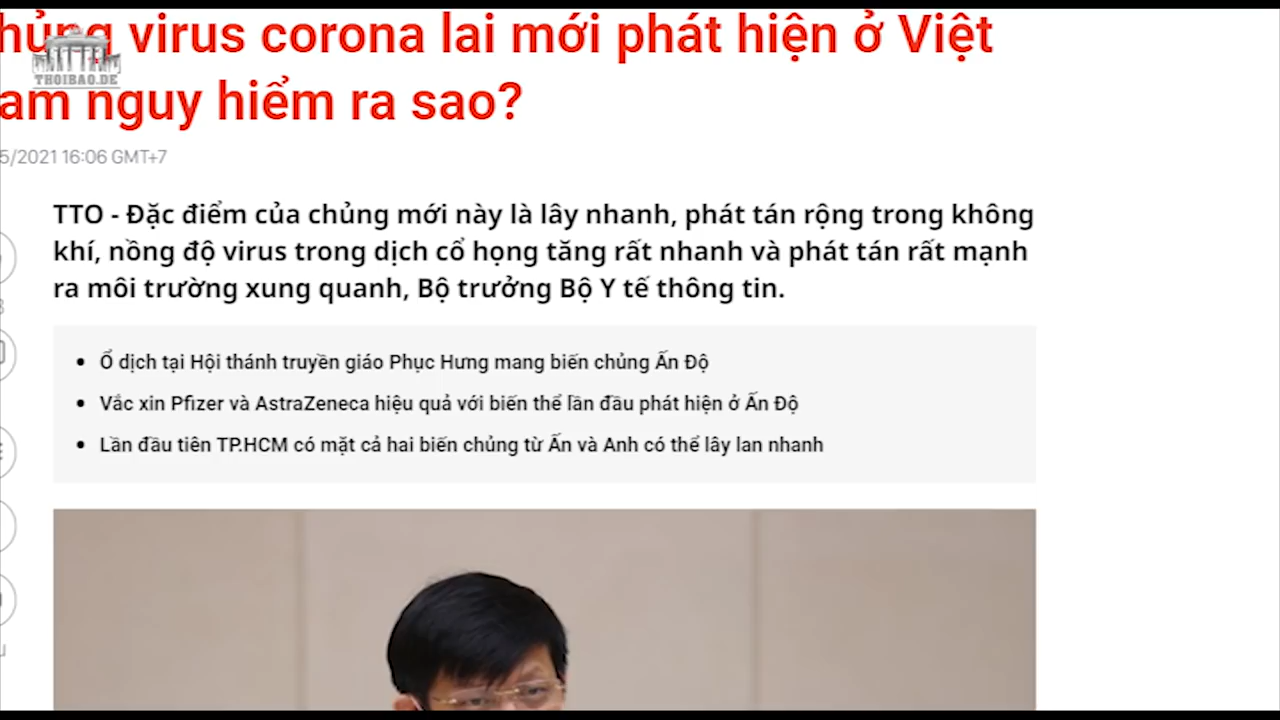 hủng virus corona lai mới phát hiện ở Việt
am nguy hiểm ra sao?
THOIBAO.DE
5/2021 16:06 GMT+7
TTO - Đặc điểm của chủng mới này là lây nhanh, phát tán rộng trong không
khí, nồng độ virus trong dịch cổ họng tăng rất nhanh và phát tán rất mạnh
ra môi trường xung quanh, Bộ trưởng Bộ Y tế thông tin.
• Ổ dịch tại Hội thánh truyền giáo Phục Hưng mang biến chủng Ấn Độ
• Vắc xin Pfizer và AstraZeneca hiệu quả với biến thể lần đầu phát hiện ở Ấn Độ
• Lần đầu tiên TP.HCM có mặt cả hai biến chủng từ Ấn và Anh có thể lây lan nhanh